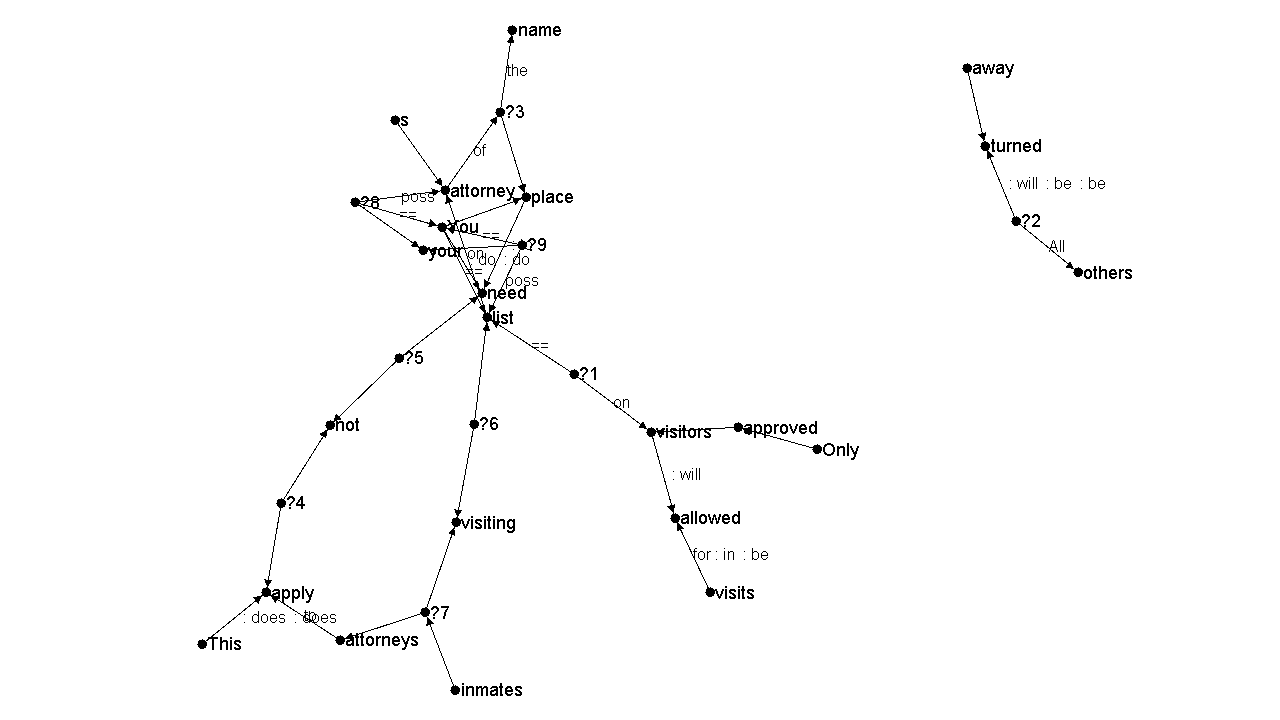 name
away
the
?3
s
turned
of
: will : be : be
attorney
place
poss
?8
==
?2
You
==
All
?9
your
on
do : do
others
==
poss
need
list
==
?5
?1
on
not
?6
visitors
approved
Only
: will
?4
visiting
allowed
for : in : be
apply
visits
: does : does
to
?7
This
attorneys
inmates